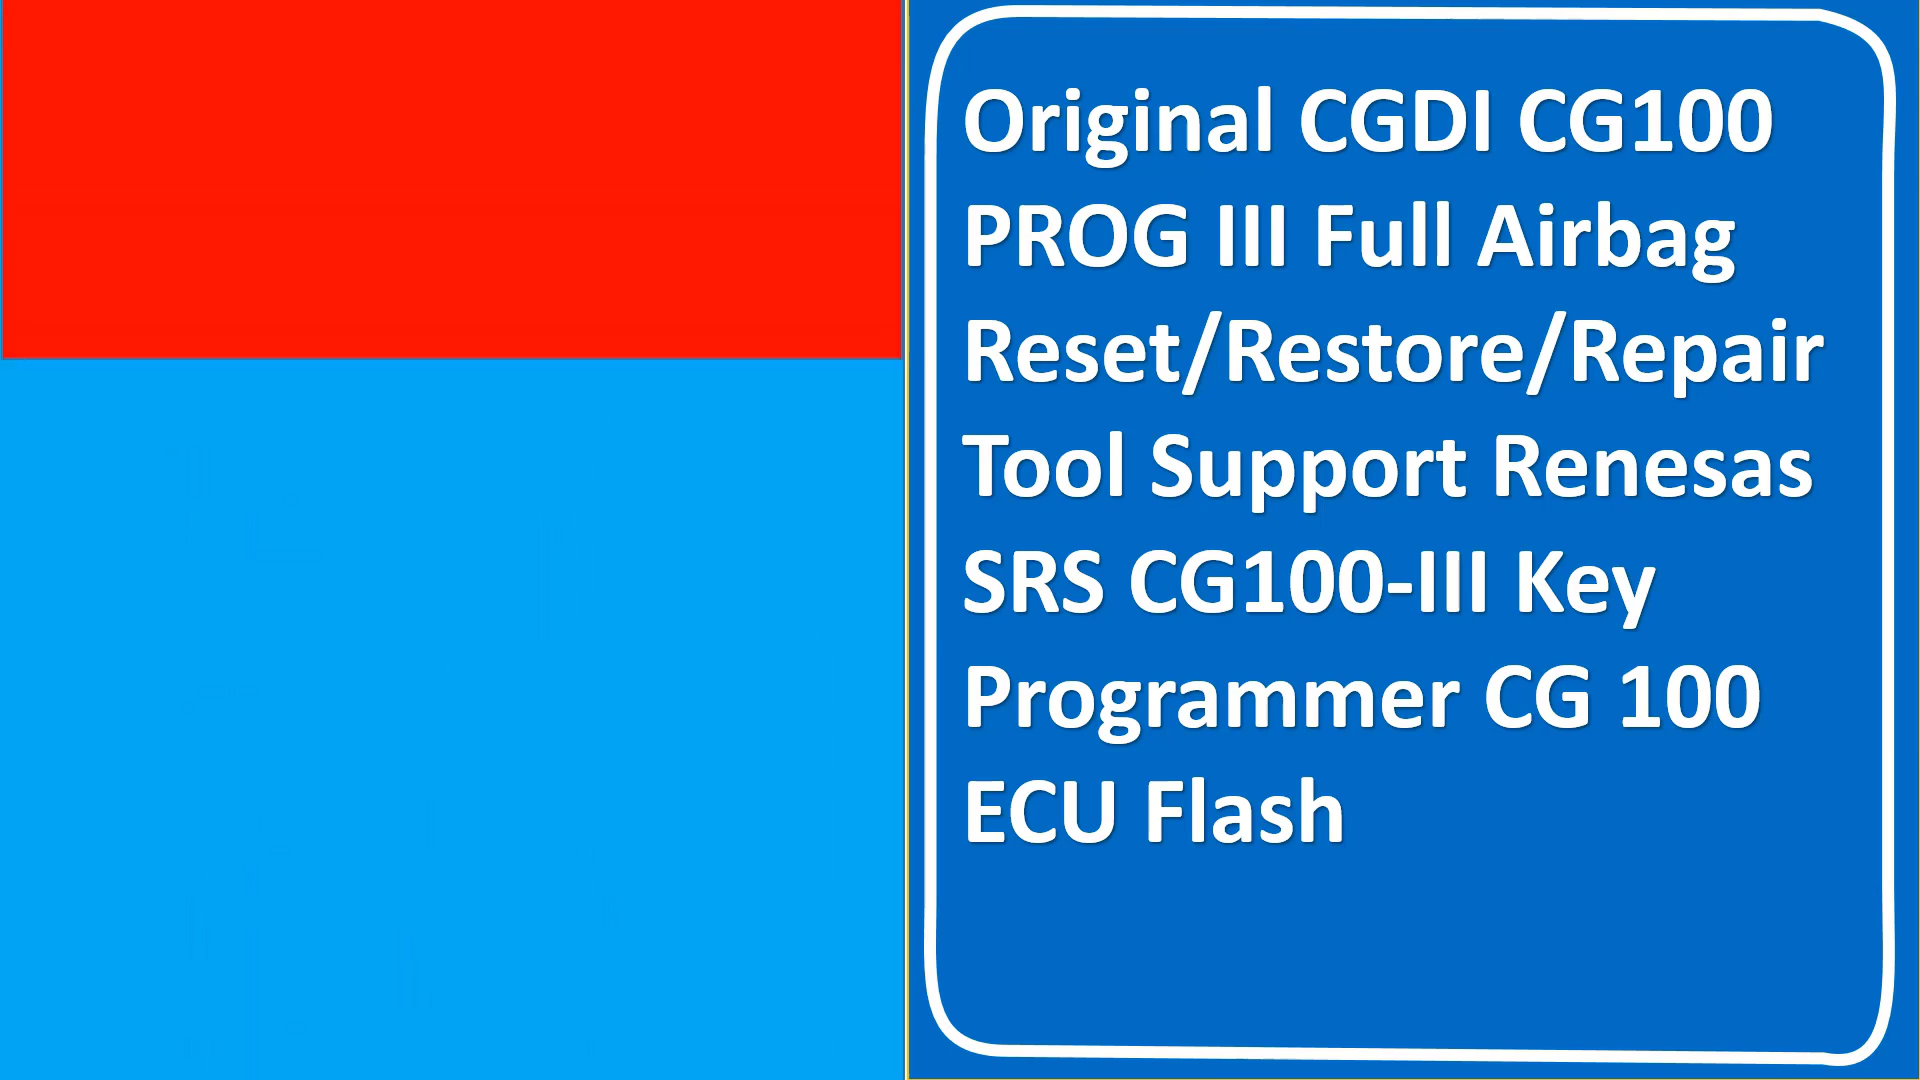 Original CGDI CG100
PROG III Full Airbag
Reset/Restore/Repair
Tool Support Renesas
SRS CG100-III Key
Programmer CG 100
ECU Flash